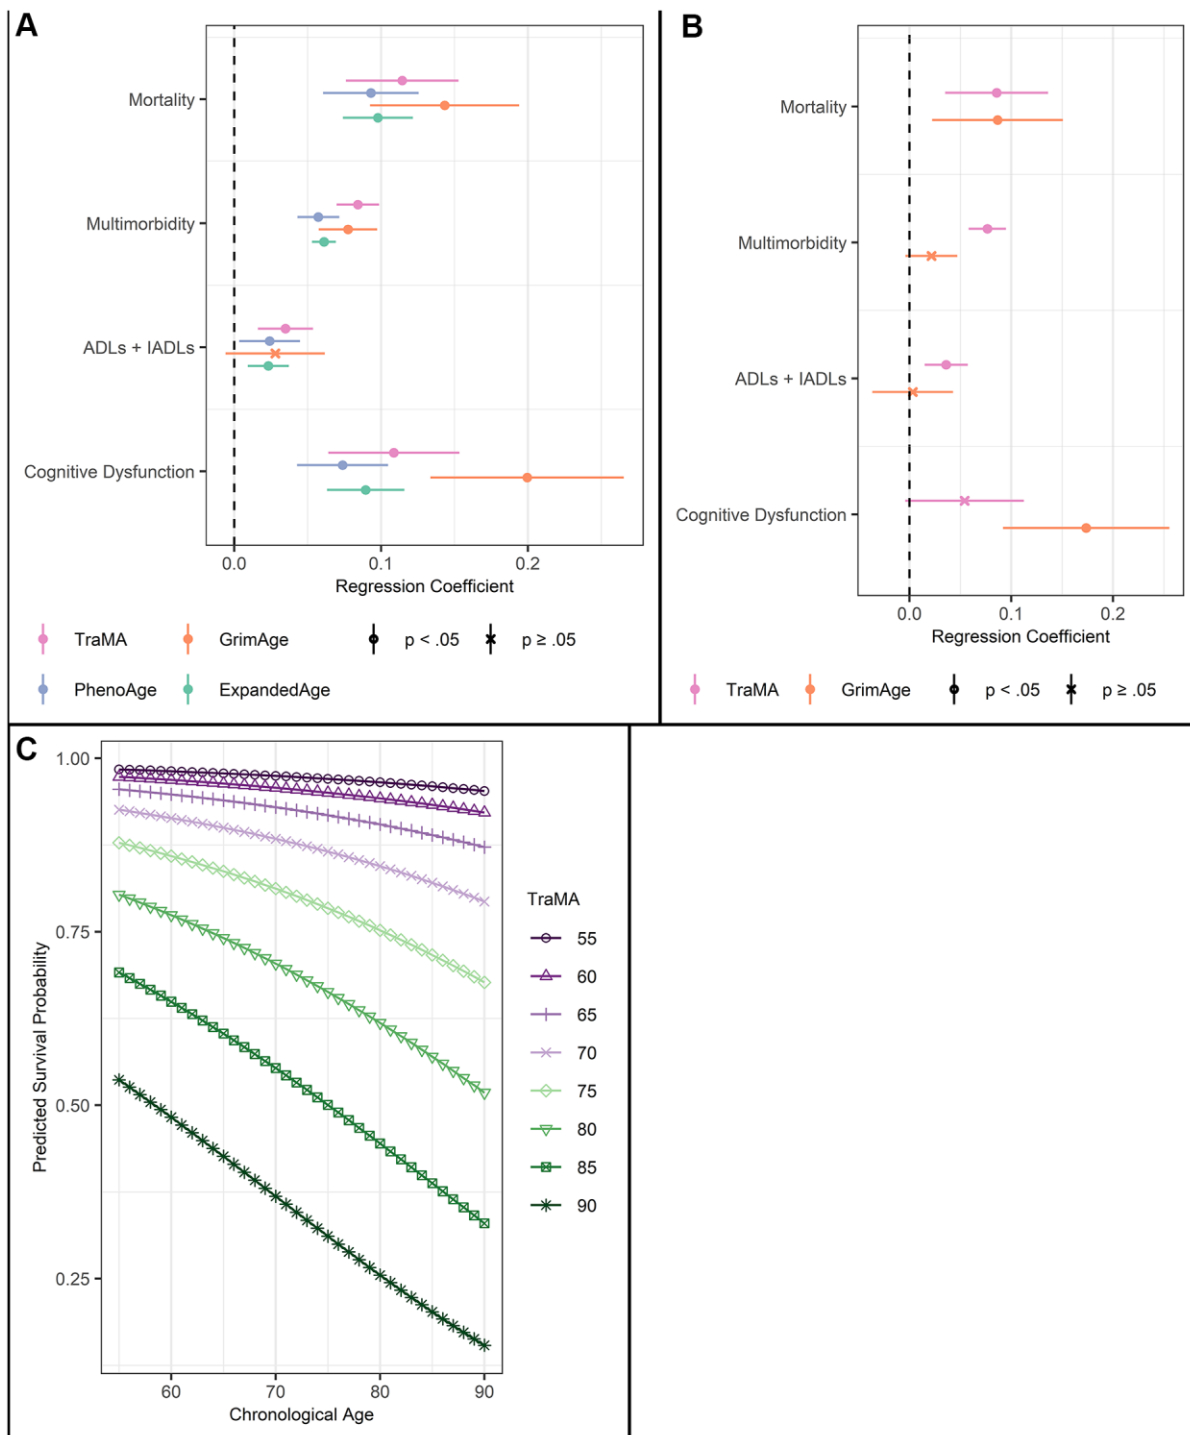 A
Mortality
Multimorbidity
ADLs + IADLs
Cognitive Dysfunction
0.0 0.1 0.2
Regression Coefficient
TraMA GrimAge p < .05 p ≥ .05
PhenoAge ExpandedAge
B
Mortality
Multimorbidity
ADLs + IADLs
Cognitive Dysfunction
0.0 0.1 0.2
Regression Coefficient
TraMA GrimAge p < .05 p ≥ .05
C
1.00
0.75
0.50
0.25
Predicted Survival Probability
60 70 80 90
Chronological Age
TraMA
55
60
65
70
75
80
85
90